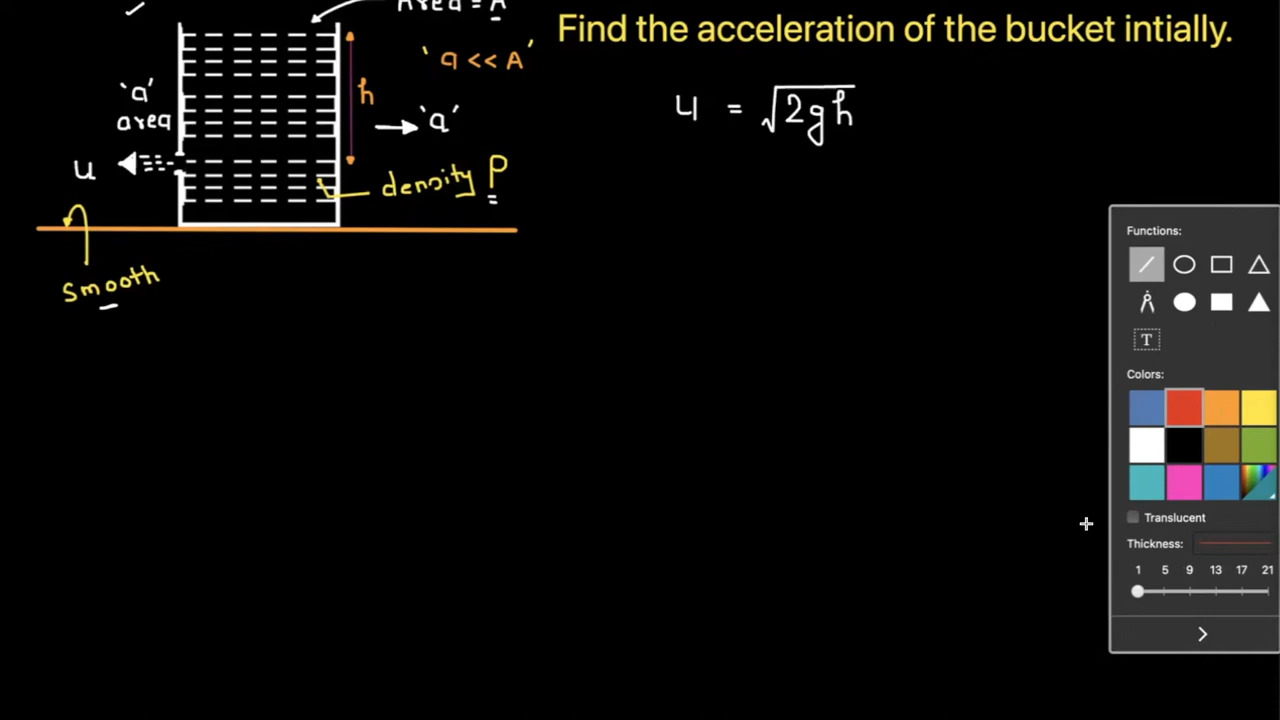 Area = A
Find the acceleration of the bucket intially.
'a << A'
h
'a'
area
→ 'a'
u = √2gh
u
density ρ
smooth
Functions:
T
Colors:
Translucent
Thickness:
1 5 9 13 17 21